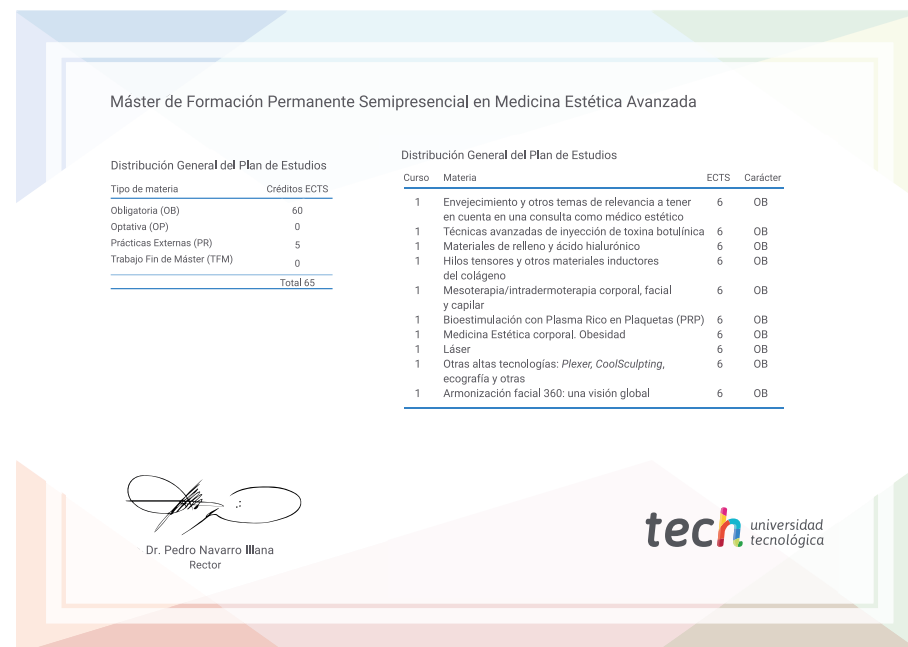 Máster de Formación Permanente Semipresencial en Medicina Estética Avanzada
Distribución General del Plan de Estudios
Tipo de materia Créditos ECTS
Obligatoria (OB) 60
Optativa (OP) 0
Prácticas Externas (PR) 5
Trabajo Fin de Máster (TFM) 0
Total 65
Distribución General del Plan de Estudios
Curso Materia ECTS Carácter
1 Envejecimiento y otros temas de relevancia a tener 6 OB
en cuenta en una consulta como médico estético
1 Técnicas avanzadas de inyección de toxina botulínica 6 OB
1 Materiales de relleno y ácido hialurónico 6 OB
1 Hilos tensores y otros materiales inductores 6 OB
del colágeno
1 Mesoterapia/intradermoterapia corporal, facial 6 OB
y capilar
1 Bioestimulación con Plasma Rico en Plaquetas (PRP) 6 OB
1 Medicina Estética corporal. Obesidad 6 OB
1 Láser 6 OB
1 Otras altas tecnologías: Plexer, CoolSculpting, 6 OB
ecografía y otras
1 Armonización facial 360: una visión global 6 OB
Dr. Pedro Navarro Illana
Rector
tech universidad
tecnológica